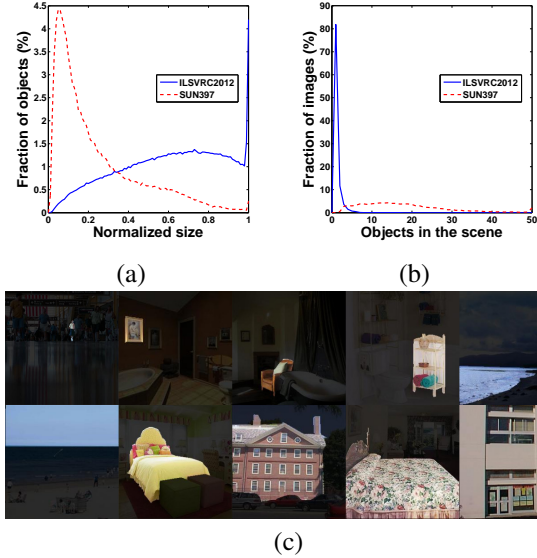 4.5
4
3.5
3
2.5
2
1.5
1
0.5
0
0 0.2 0.4 0.6 0.8 1
Fraction of objects (%)
Normalized size
ILSVRC2012
SUN397
(a)
90
80
70
60
50
40
30
20
10
0
0 10 20 30 40 50
Fraction of images (%)
Objects in the scene
ILSVRC2012
SUN397
(b)
(c)